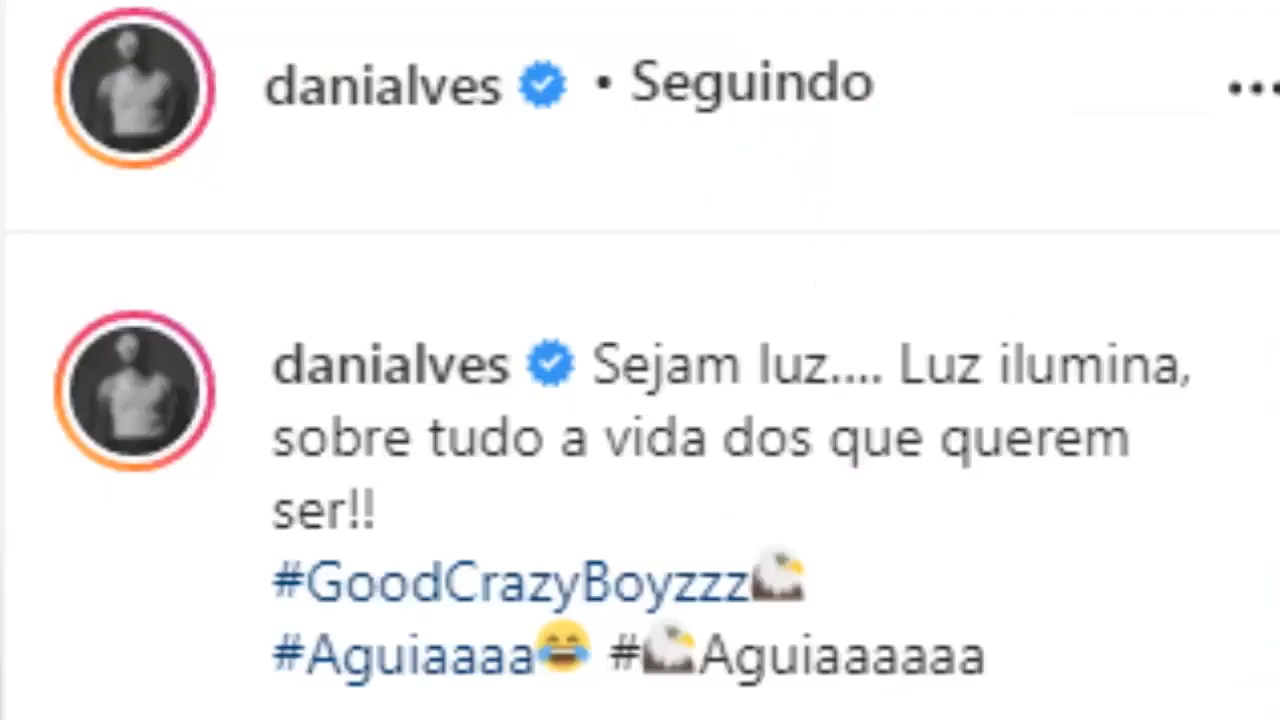 danialves • Seguindo
danialves Sejam luz.... Luz ilumina,
sobre tudo a vida dos que querem
ser!!
#GoodCrazyBoyzzz🦅
#Aguiaaaa😂 #🦅Aguiaaaaaa